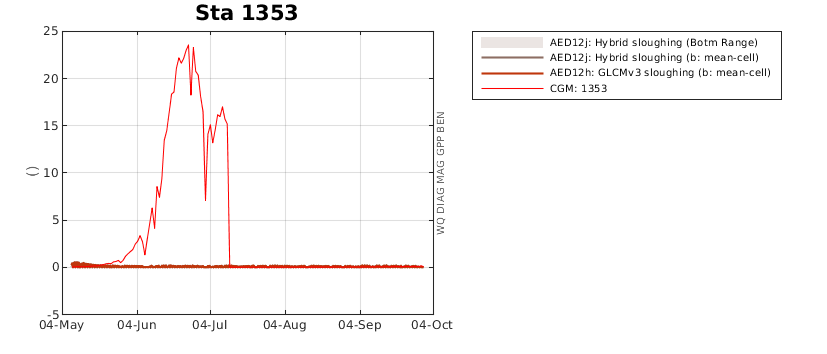 Sta 1353
25
20
15
10
5
0
-5
()
04-May
04-Jun
04-Jul
04-Aug
04-Sep
04-Oct
WQ DIAG MAG GPP BEN
AED12j: Hybrid sloughing (Botm Range)
AED12j: Hybrid sloughing (b: mean-cell)
AED12h: GLCMv3 sloughing (b: mean-cell)
CGM: 1353